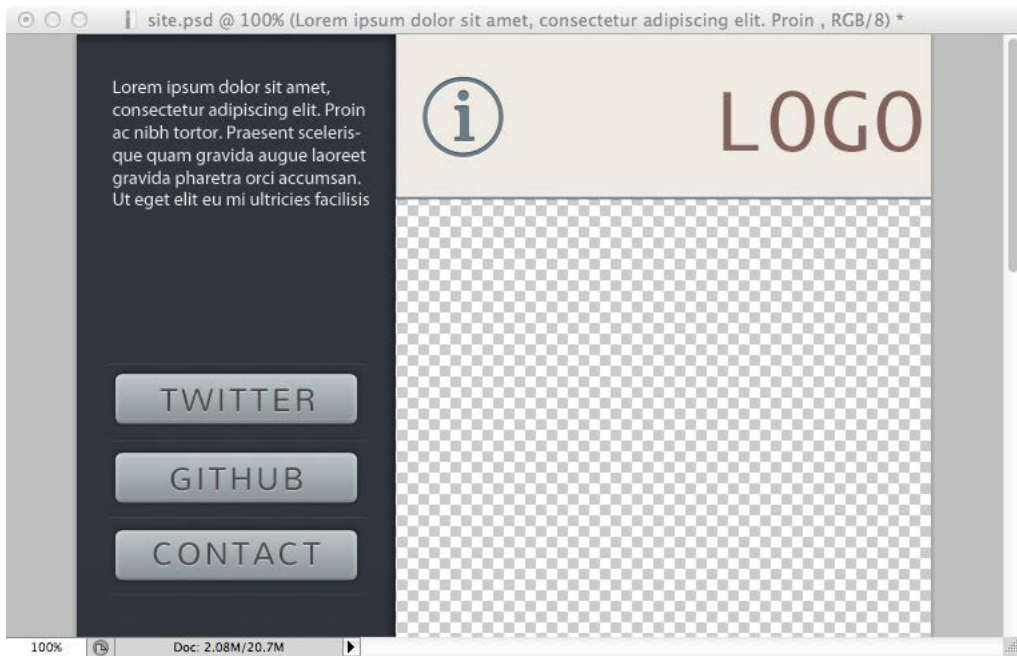 site.psd @ 100% (Lorem ipsum dolor sit amet, consectetur adipiscing elit. Proin , RGB/8) *
Lorem ipsum dolor sit amet,
consectetur adipiscing elit. Proin
ac nibh tortor. Praesent sceleris-
que quam gravida augue laoreet
gravida pharetra orci accumsan.
Ut eget elit eu mi ultricies facilisis
i
LOGO
TWITTER
GITHUB
CONTACT
100%
Doc: 2.08M/20.7M